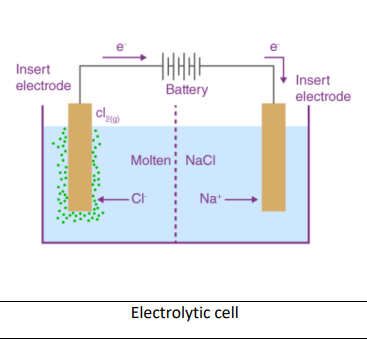 e⁻
e⁻
Insert
electrode
Battery
Insert
electrode
cl₂(g)
Molten NaCl
Cl⁻
Na⁺
Electrolytic cell